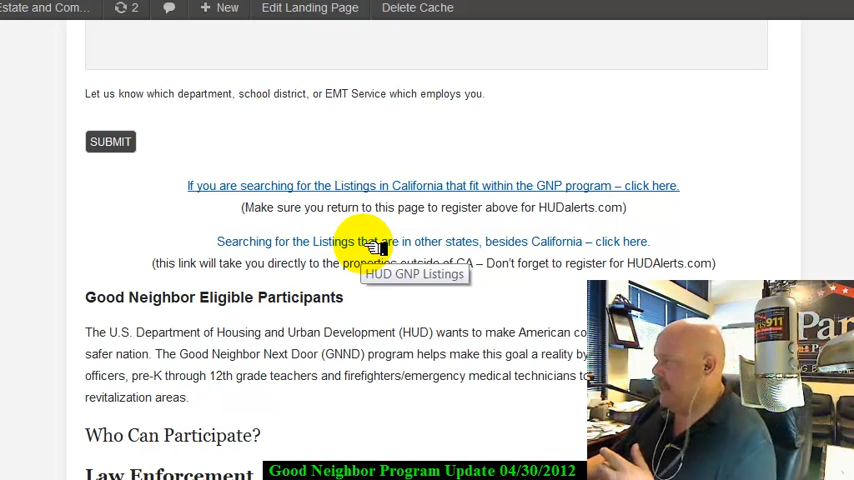 Estate and Com... 2 New Edit Landing Page Delete Cache
Let us know which department, school district, or EMT Service which employs you.
SUBMIT
If you are searching for the Listings in California that fit within the GNP program – click here.
(Make sure you return to this page to register above for HUDalerts.com)
Searching for the Listings that are in other states, besides California – click here.
(this link will take you directly to the properties outside of CA – Don't forget to register for HUDAlerts.com)
HUD GNP Listings
Good Neighbor Eligible Participants
The U.S. Department of Housing and Urban Development (HUD) wants to make American co
safer nation. The Good Neighbor Next Door (GNND) program helps make this goal a reality by
officers, pre-K through 12th grade teachers and firefighters/emergency medical technicians to
revitalization areas.
Who Can Participate?
Law Enforcement
Good Neighbor Program Update 04/30/2012
Par